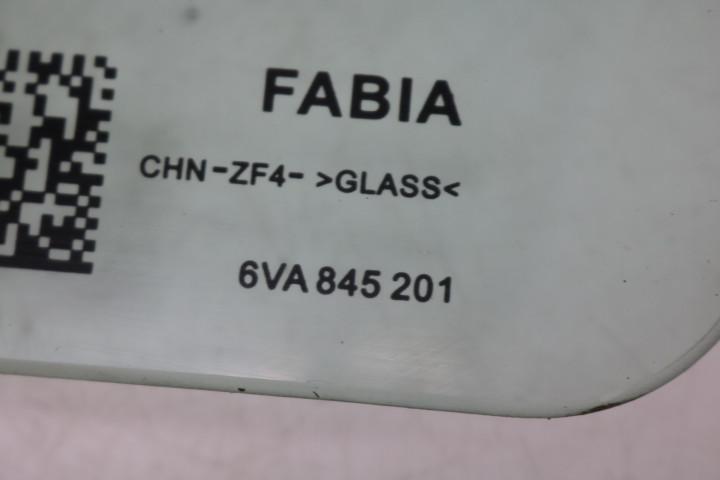 FABIA
CHN-ZF4- >GLASS<
6VA 845 201